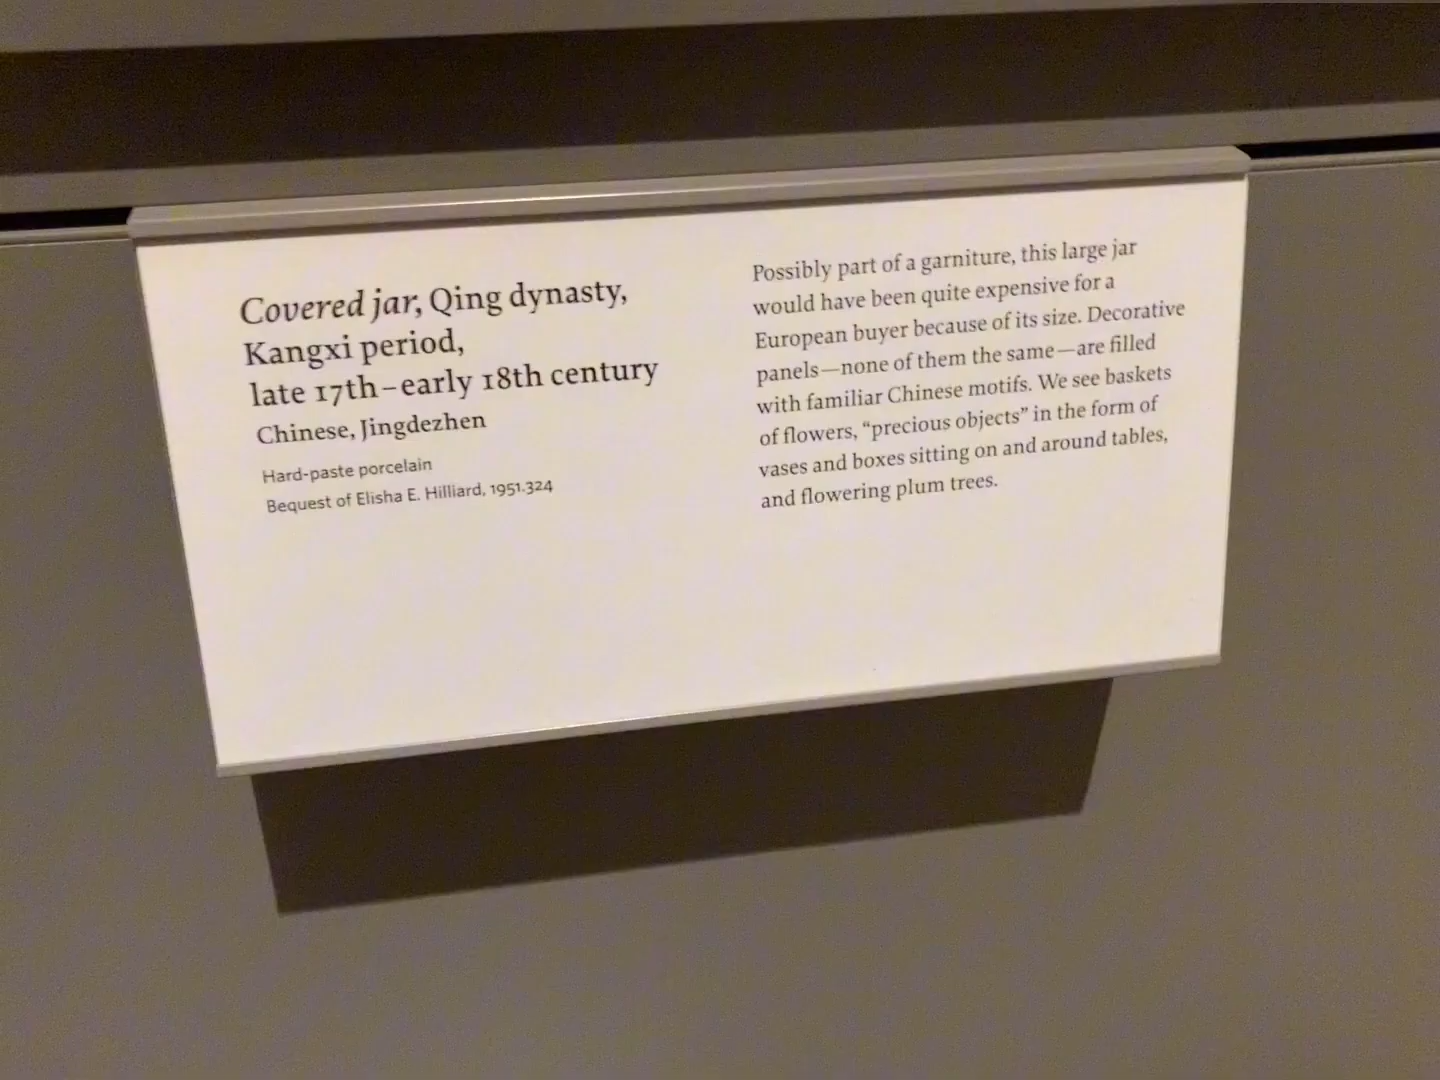 Covered jar, Qing dynasty,
Kangxi period,
late 17th–early 18th century
Chinese, Jingdezhen
Hard-paste porcelain
Bequest of Elisha E. Hilliard, 1951.324
Possibly part of a garniture, this large jar
would have been quite expensive for a
European buyer because of its size. Decorative
panels—none of them the same—are filled
with familiar Chinese motifs. We see baskets
of flowers, “precious objects” in the form of
vases and boxes sitting on and around tables,
and flowering plum trees.